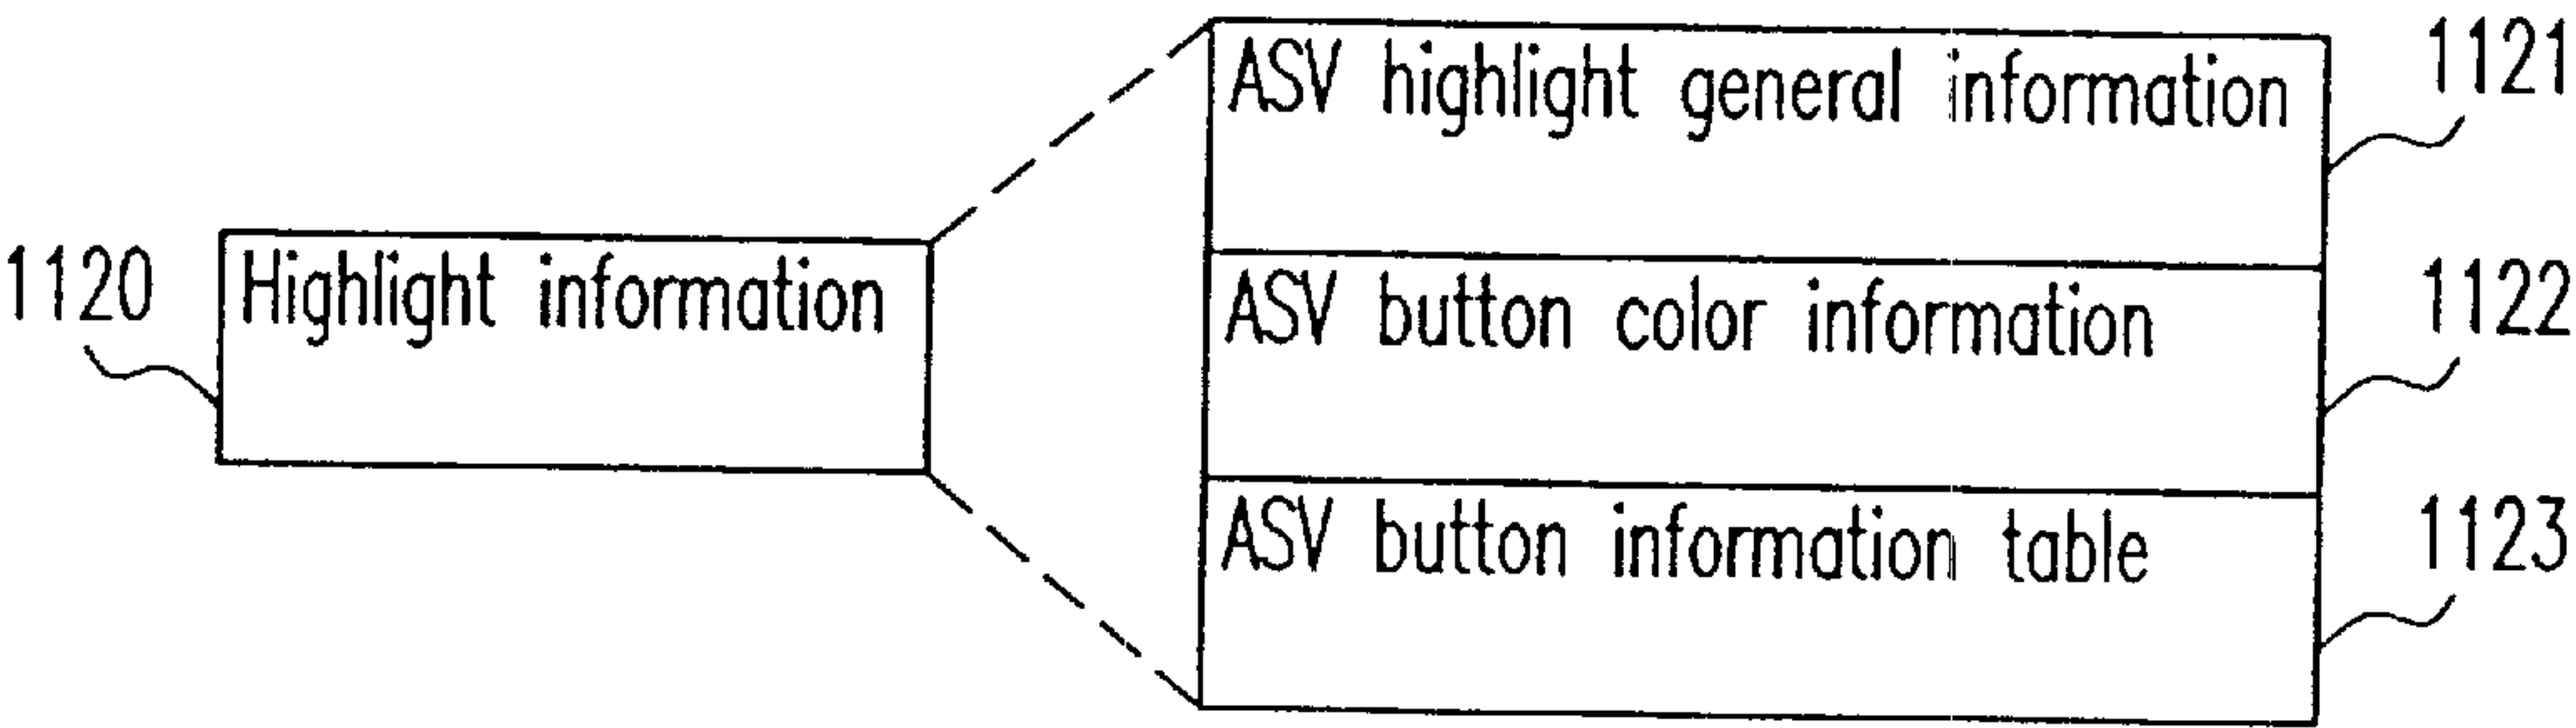 1120
Highlight information
ASV highlight general information
1121
ASV button color information
1122
ASV button information table
1123